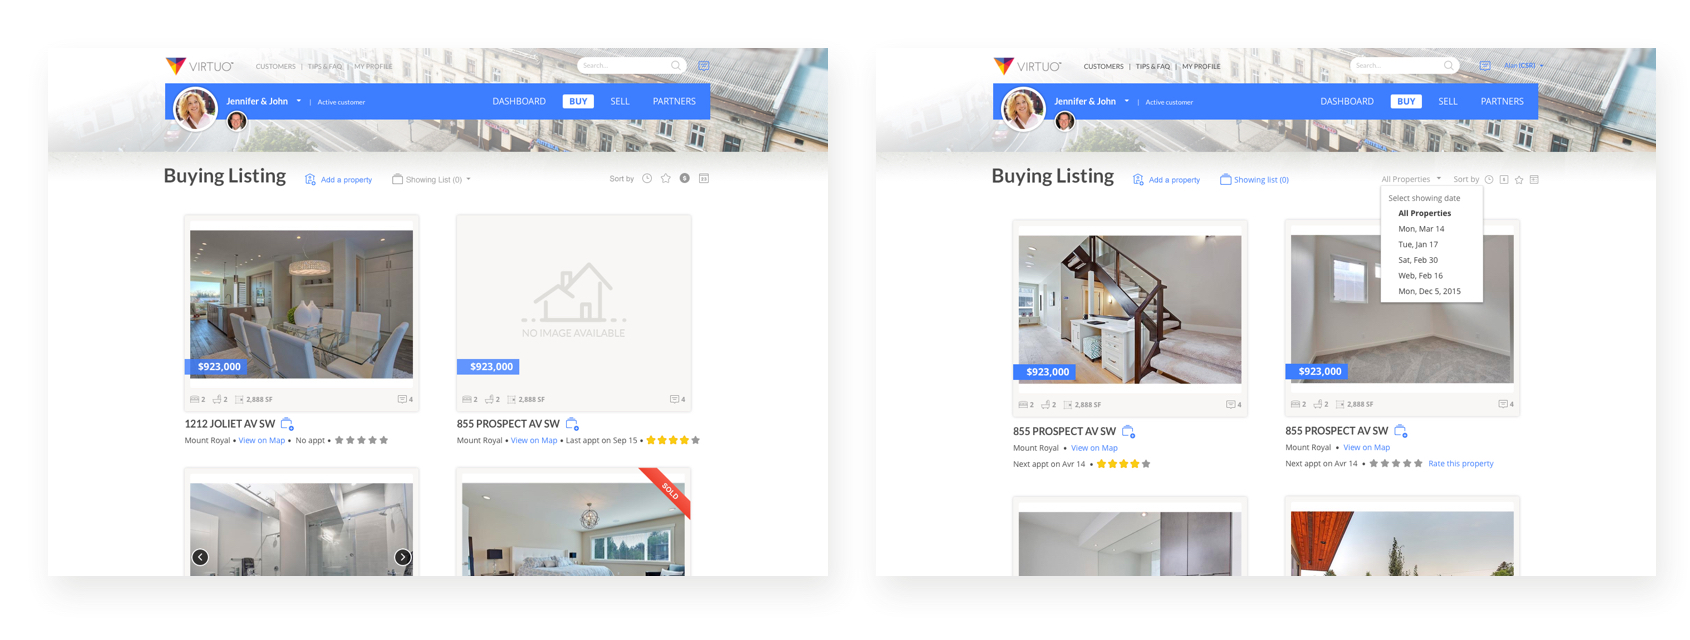 VIRTUO™ CUSTOMERS | TIPS & FAQ | MY PROFILE Search...
Jennifer & John | Active customer DASHBOARD BUY SELL PARTNERS
Buying Listing Add a property Showing List (0) Sort by
$923,000
2 2 2,888 SF 4
1212 JOLIET AV SW
Mount Royal • View on Map • No appt •
NO IMAGE AVAILABLE
$923,000
2 2 2,888 SF 4
855 PROSPECT AV SW
Mount Royal • View on Map • Last appt on Sep 15 •
SOLD
VIRTUO™ CUSTOMERS | TIPS & FAQ | MY PROFILE Search... Alan (CSR)
Jennifer & John | Active customer DASHBOARD BUY SELL PARTNERS
Buying Listing Add a property Showing list (0) All Properties Sort by
Select showing date
All Properties
Mon, Mar 14
Tue, Jan 17
Sat, Feb 30
Web, Feb 16
Mon, Dec 5, 2015
$923,000
2 2 2,888 SF 4
855 PROSPECT AV SW
Mount Royal • View on Map
Next appt on Avr 14 •
$923,000
2 2 2,888 SF 4
855 PROSPECT AV SW
Mount Royal • View on Map
Next appt on Avr 14 • Rate this property